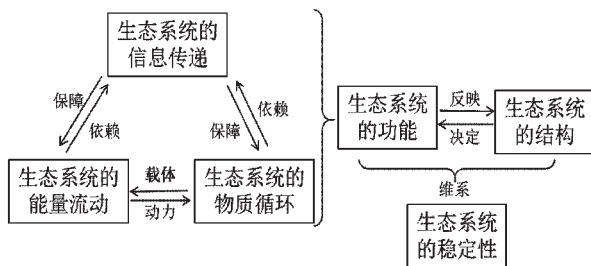 生态系统的
信息传递
保障
依赖
依赖
保障
生态系统的
能量流动
载体
动力
生态系统的
物质循环
生态系统
的功能
反映
决定
生态系统
的结构
维系
生态系统
的稳定性